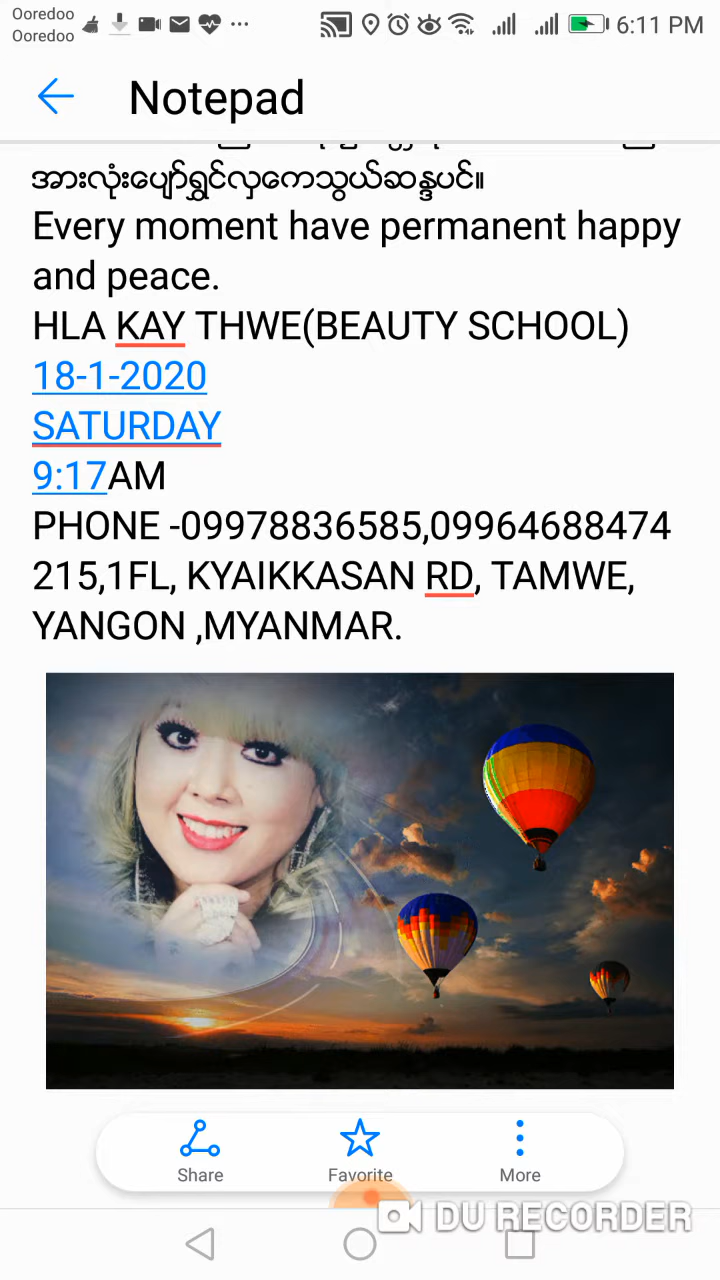 Ooredoo
Ooredoo
6:11 PM
Notepad
အားလုံးပျော်ရွှင်လှကေသွယ်ဆန္ဒပင်။
Every moment have permanent happy
and peace.
HLA KAY THWE(BEAUTY SCHOOL)
18-1-2020
SATURDAY
9:17AM
PHONE -09978836585,09964688474
215,1FL, KYAIKKASAN RD, TAMWE,
YANGON ,MYANMAR.
Share
Favorite
More
DU RECORDER